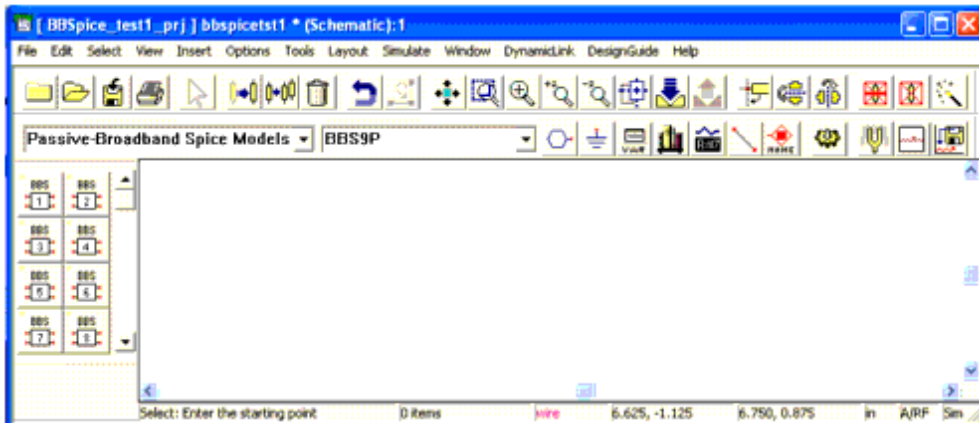 [ BBSpice_test1_prj ] bbspicetst1 * (Schematic):1
File Edit Select View Insert Options Tools Layout Simulate Window DynamicLink DesignGuide Help
Passive-Broadband Spice Models BBS9P
VAR
NAME
BBS 1 BBS 2
BBS 3 BBS 4
BBS 5 BBS 6
BBS 7 BBS 8
Select: Enter the starting point 0 items wire 6.625, -1.125 6.750, 0.875 in A/RF Sim